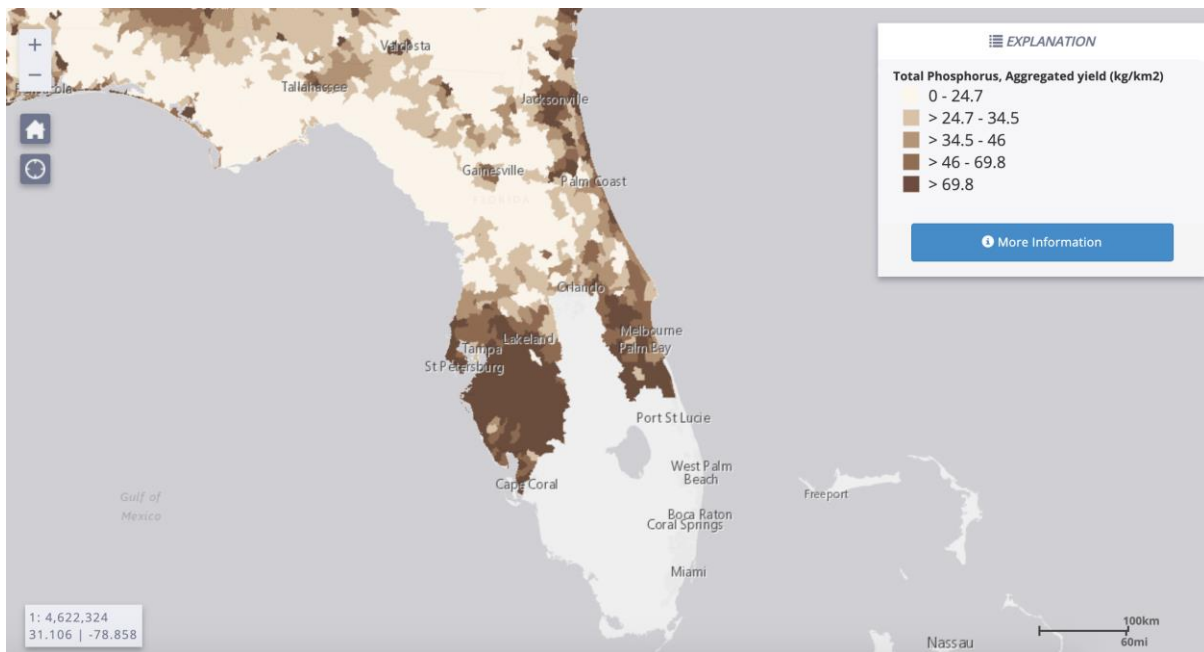 +
−
Valdosta
Tallahassee
Jacksonville
Gainesville
Palm Coast
FLORIDA
Orlando
Melbourne
Lakeland
Palm Bay
Tampa
St Petersburg
Port St Lucie
West Palm
Beach
Cape Coral
Freeport
Gulf of
Mexico
Boca Raton
Coral Springs
Miami
Nassau
EXPLANATION
Total Phosphorus, Aggregated yield (kg/km2)
0 - 24.7
> 24.7 - 34.5
> 34.5 - 46
> 46 - 69.8
> 69.8
More Information
1: 4,622,324
31.106 | -78.858
100km
60mi